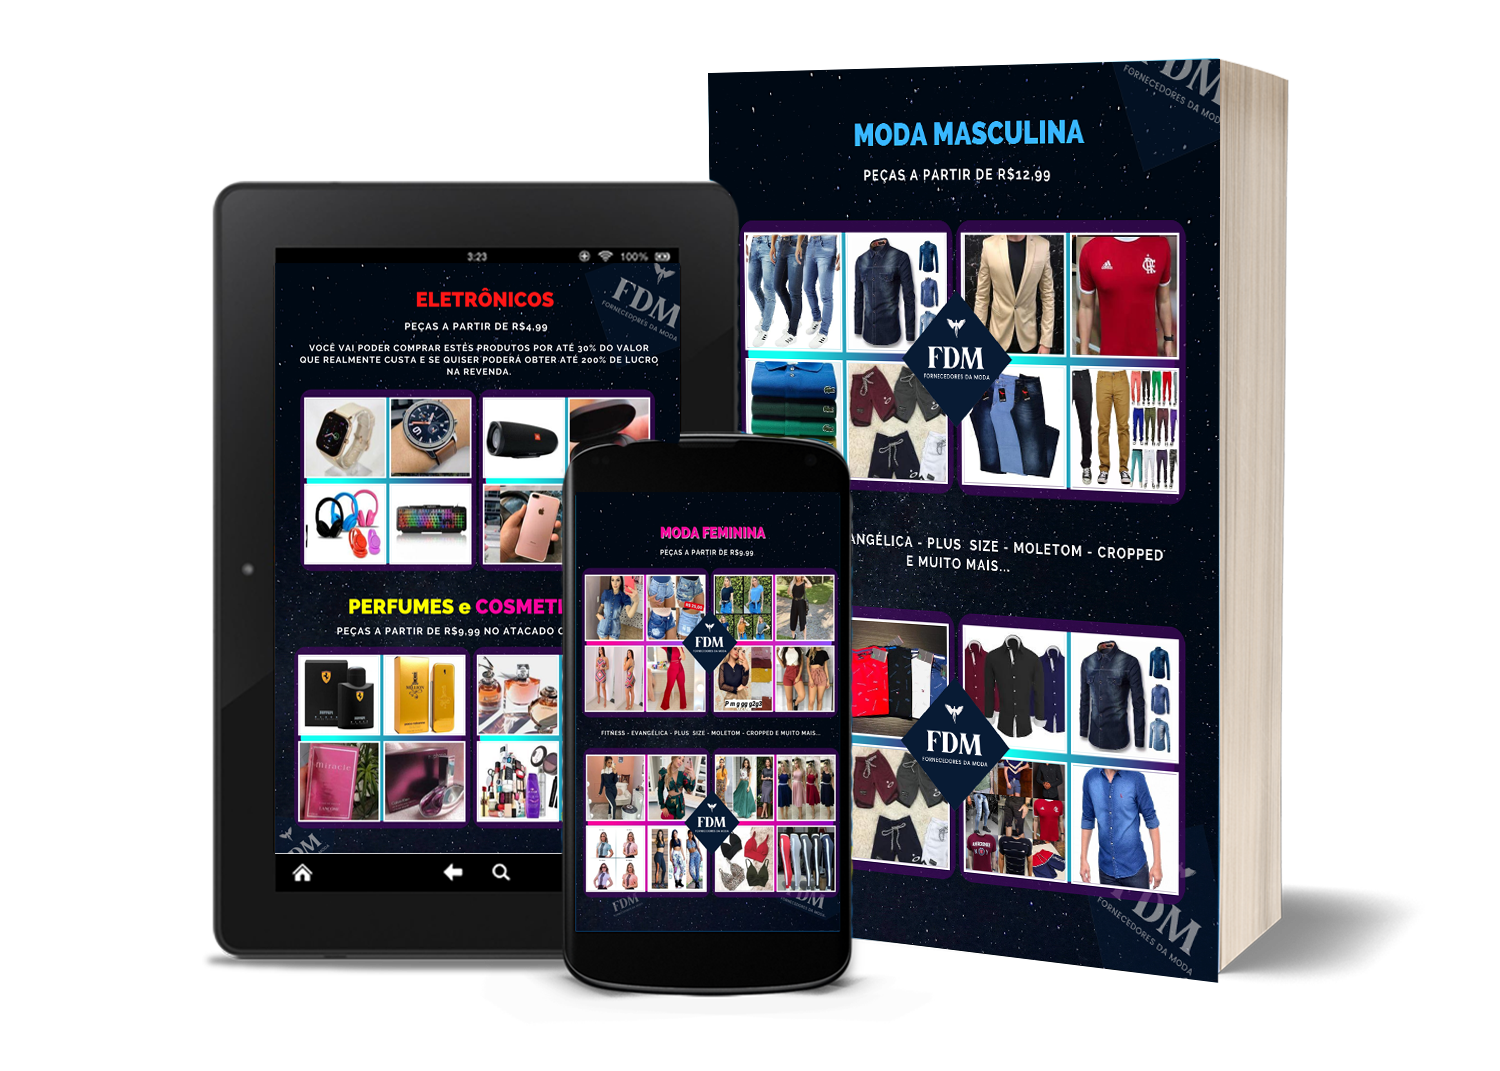 3:23
100%
FDM
FORNECEDORES DA MODA
ELETRÔNICOS
PEÇAS A PARTIR DE R$4.99
VOCÊ VAI PODER COMPRAR ESTES PRODUTOS POR ATÉ 30% DO VALOR
QUE REALMENTE CUSTA E SE QUISER PODERÁ OBTER ATÉ 200% DE LUCRO
NA REVENDA.
PERFUMES e COSMETI
PEÇAS A PARTIR DE R$9.99 NO ATACADO
MODA FEMININA
PEÇAS A PARTIR DE R$9.99
FDM
P m g gg g2g3
FITNESS - EVANGÉLICA - PLUS SIZE - MOLETOM - CROPPED E MUITO MAIS...
FDM
FDM
FDM
FORNECEDORES DA MODA
MODA MASCULINA
PEÇAS A PARTIR DE R$12,99
FDM
FORNECEDORES DA MODA
ANGÉLICA - PLUS SIZE - MOLETOM - CROPPED
E MUITO MAIS...
FDM
FORNECEDORES DA MODA
FDM
FORNECEDORES DA MODA